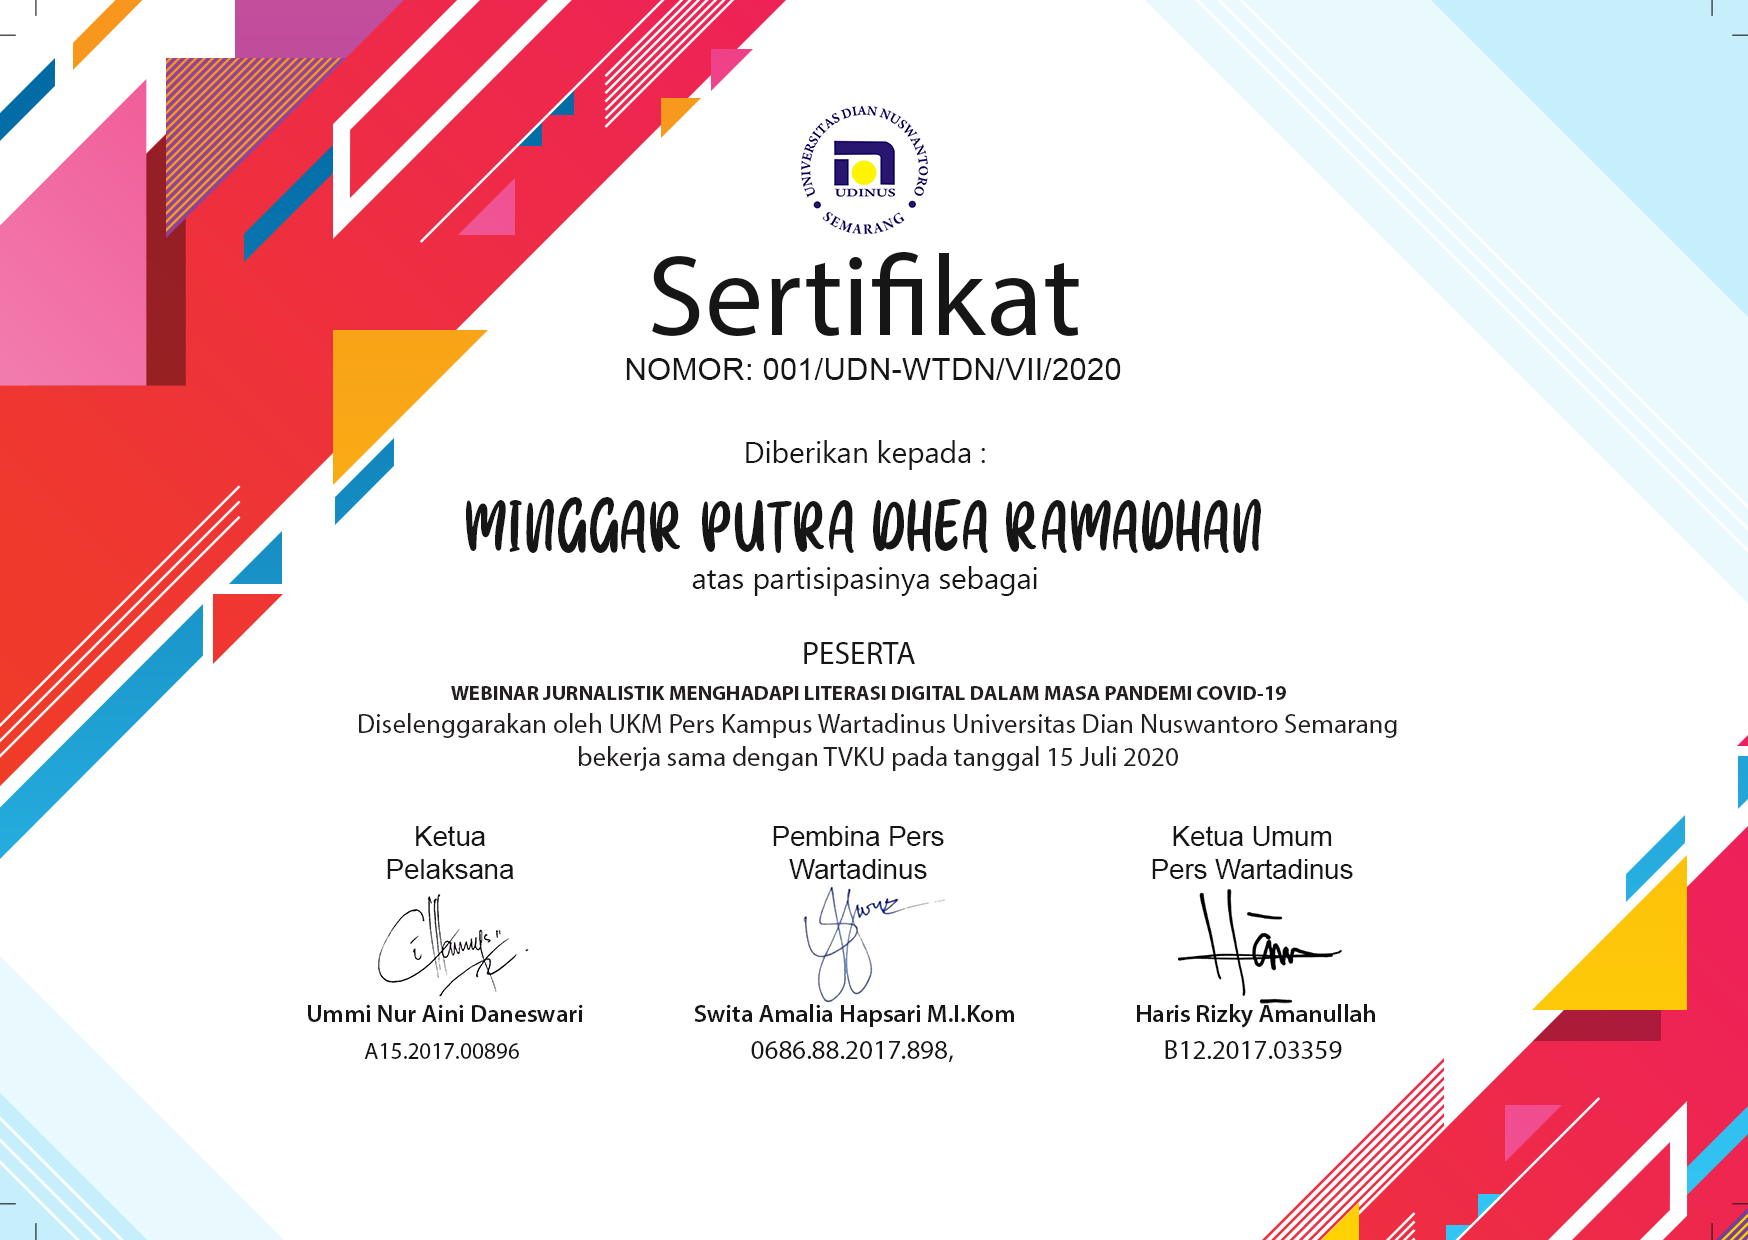 UNIVERSITAS DIAN NUSWANTORO
UDINUS
SEMARANG
Sertifikat
NOMOR: 001/UDN-WTDN/VII/2020
Diberikan kepada :
MINGGAR PUTRA DHEA RAMADHAN
atas partisipasinya sebagai
PESERTA
WEBINAR JURNALISTIK MENGHADAPI LITERASI DIGITAL DALAM MASA PANDEMI COVID-19
Diselenggarakan oleh UKM Pers Kampus Wartadinus Universitas Dian Nuswantoro Semarang
bekerja sama dengan TVKU pada tanggal 15 Juli 2020
Ketua
Pelaksana
Ummi Nur Aini Daneswari
A15.2017.00896
Pembina Pers
Wartadinus
Swita Amalia Hapsari M.I.Kom
0686.88.2017.898,
Ketua Umum
Pers Wartadinus
Haris Rizky Amanullah
B12.2017.03359